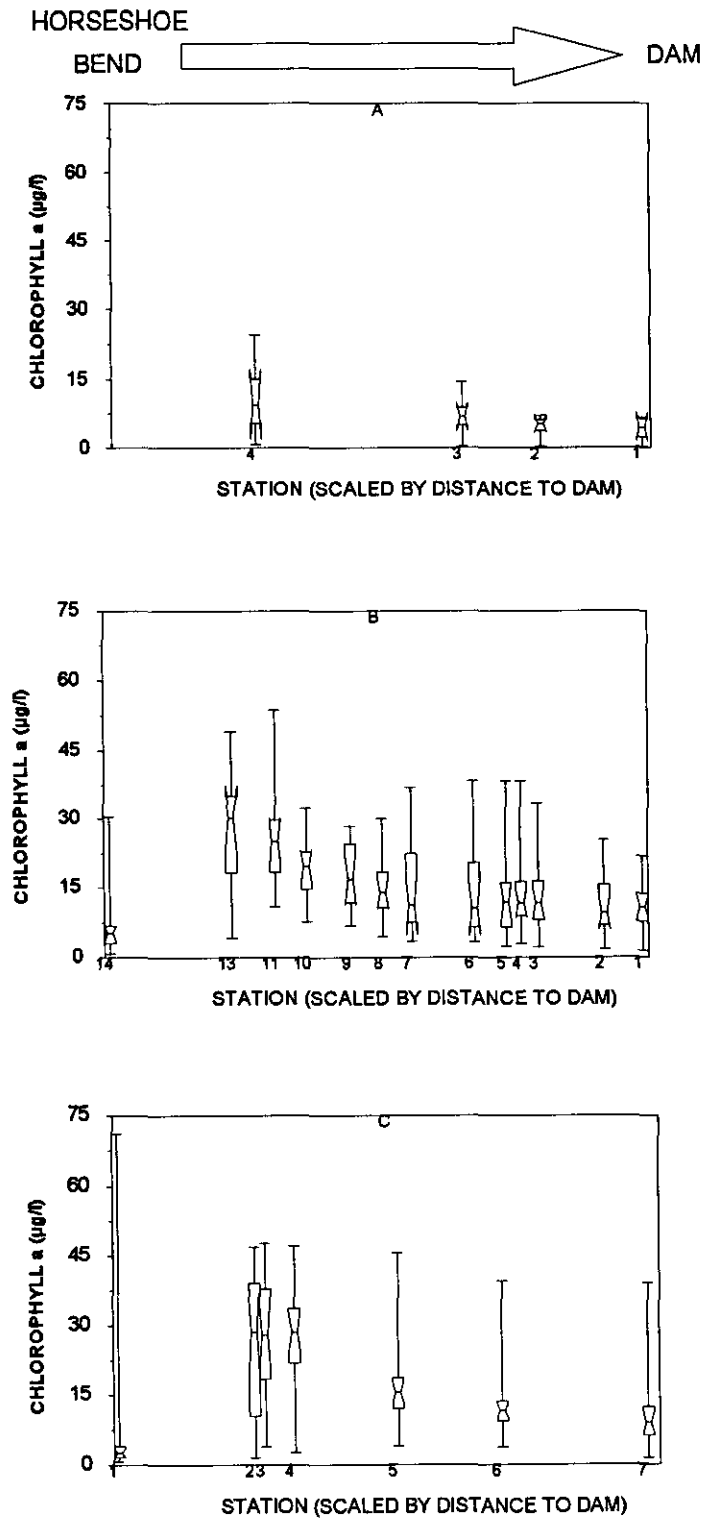 HORSESHOE
BEND
DAM
A
75
60
45
30
15
0
CHLOROPHYLL a (µg/l)
4 3 2 1
STATION (SCALED BY DISTANCE TO DAM)
B
75
60
45
30
15
0
CHLOROPHYLL a (µg/l)
14 13 11 10 9 8 7 6 5 4 3 2 1
STATION (SCALED BY DISTANCE TO DAM)
C
75
60
45
30
15
0
CHLOROPHYLL a (µg/l)
1 2 3 4 5 6 7
STATION (SCALED BY DISTANCE TO DAM)